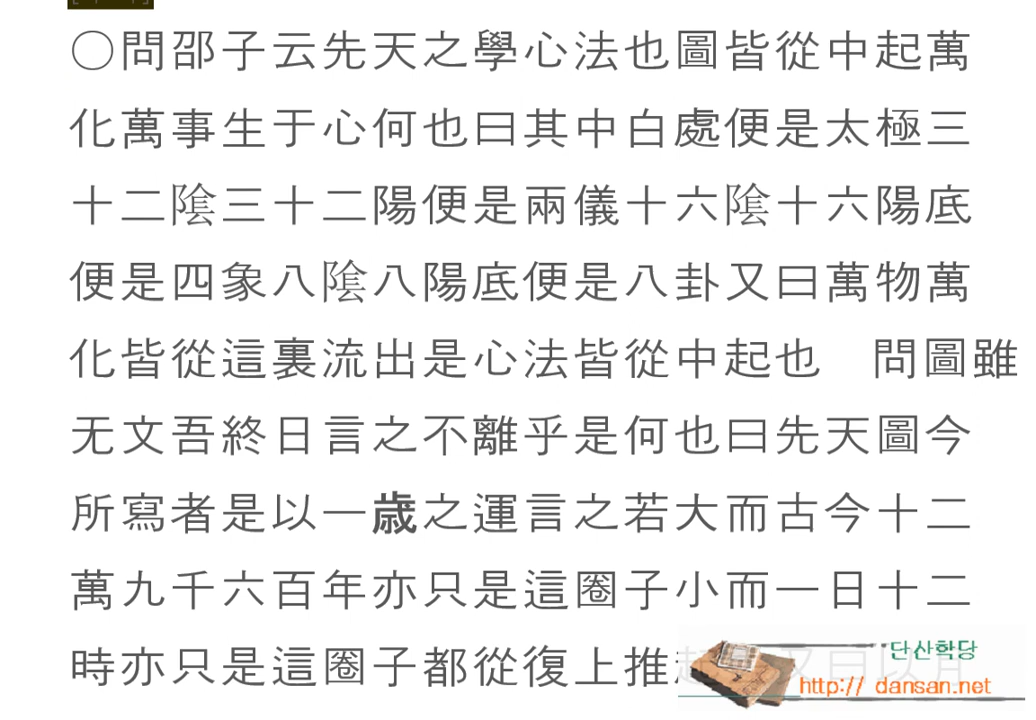 〇問邵子云先天之學心法也圖皆從中起萬
化萬事生于心何也曰其中白處便是太極三
十二陰三十二陽便是兩儀十六陰十六陽底
便是四象八陰八陽底便是八卦又曰萬物萬
化皆從這裏流出是心法皆從中起也 問圖雖
无文吾終日言之不離乎是何也曰先天圖今
所寫者是以一歳之運言之若大而古今十二
萬九千六百年亦只是這圈子小而一日十二
時亦只是這圈子都從復上推起又曰以月
단산학당
http:// dansan.net